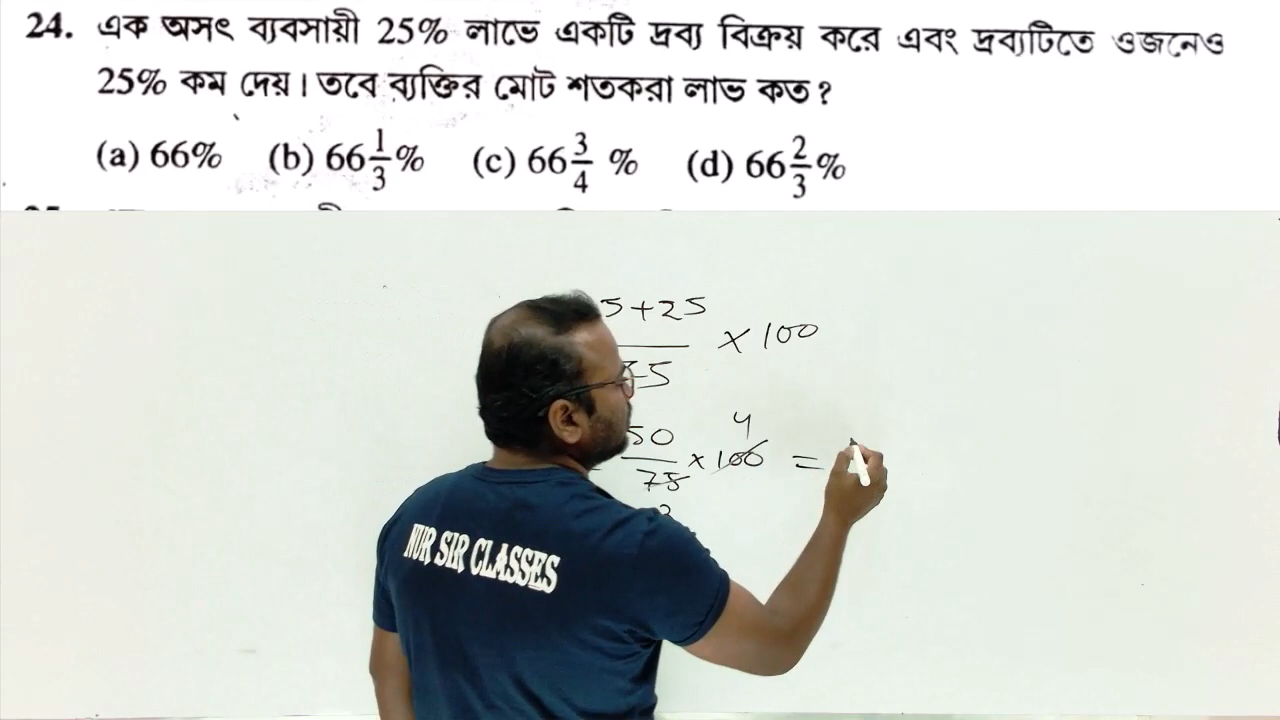 24. এক অসৎ ব্যবসায়ী 25% লাভে একটি দ্রব্য বিক্রয় করে এবং দ্রব্যটিতে ওজনেও
25% কম দেয়। তবে ব্যক্তির মোট শতকরা লাভ কত?
(a) 66% (b) 66 1/3 % (c) 66 3/4 % (d) 66 2/3 %
5+25
× 100
50 4
75 × 100 =
NUR SIR CLASSES